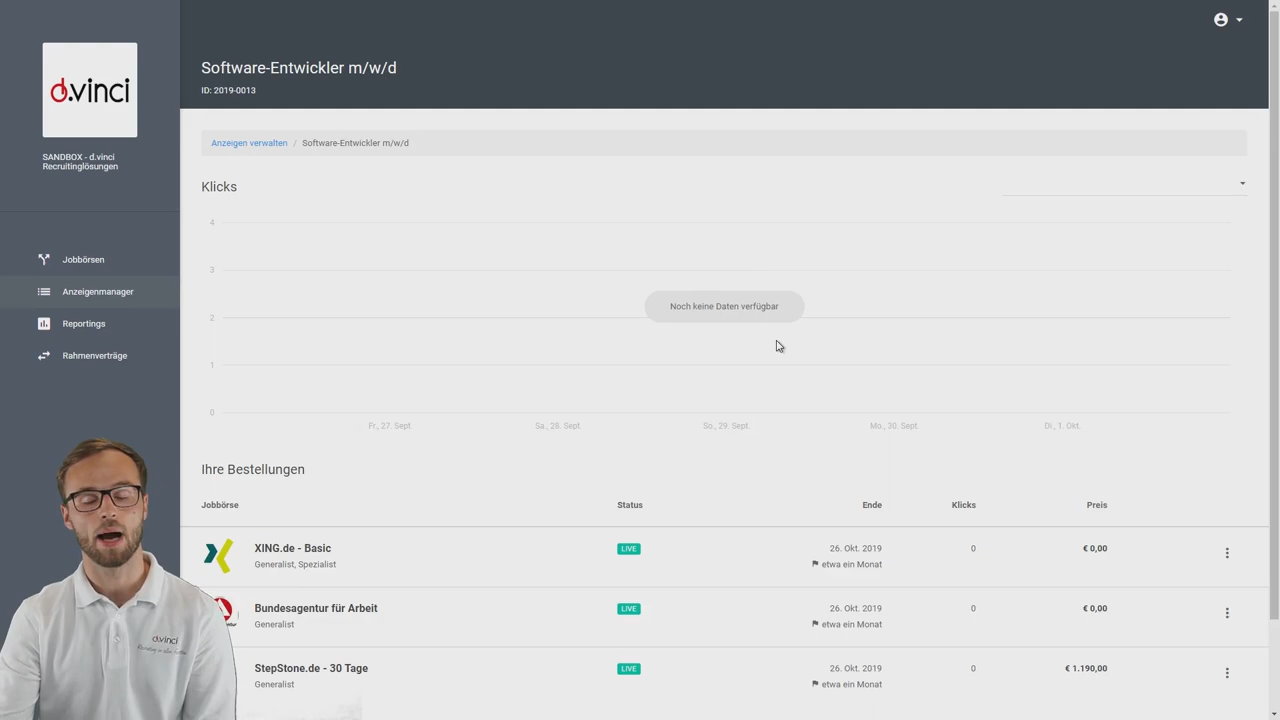 Software-Entwickler m/w/d
ID: 2019-0013
d.vinci
SANDBOX - d.vinci
Recruitinglösungen
Jobbörsen
Anzeigenmanager
Reportings
Rahmenverträge
Anzeigen verwalten / Software-Entwickler m/w/d
Klicks
4
3
2
1
0
Noch keine Daten verfügbar
Fr., 27. Sept. Sa., 28. Sept. So., 29. Sept. Mo., 30. Sept. Di., 1. Okt.
Ihre Bestellungen
Jobbörse Status Ende Klicks Preis
XING.de - Basic LIVE 26. Okt. 2019 0 € 0,00
Generalist, Spezialist etwa ein Monat
Bundesagentur für Arbeit LIVE 26. Okt. 2019 0 € 0,00
Generalist etwa ein Monat
StepStone.de - 30 Tage LIVE 26. Okt. 2019 0 € 1.190,00
Generalist etwa ein Monat
d.vinci